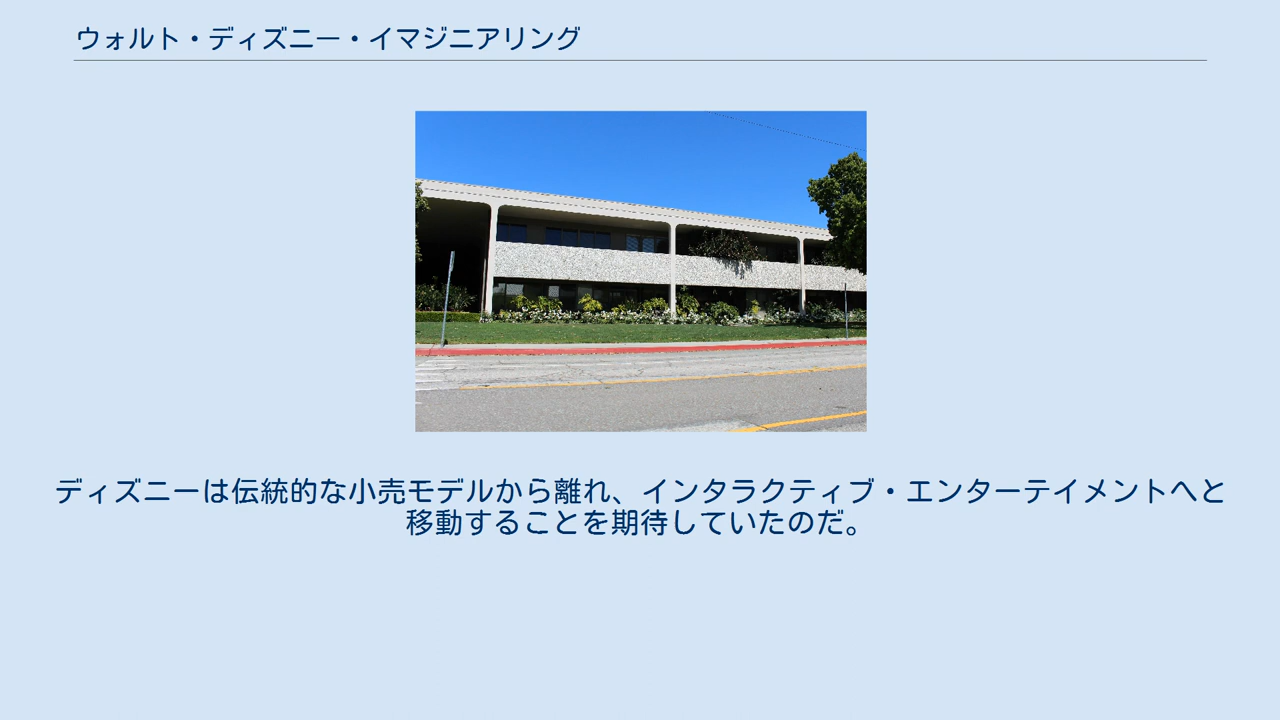 ウォルト・ディズニー・イマジニアリング
ディズニーは伝統的な小売モデルから離れ、インタラクティブ・エンターテイメントへと
移動することを期待していたのだ。